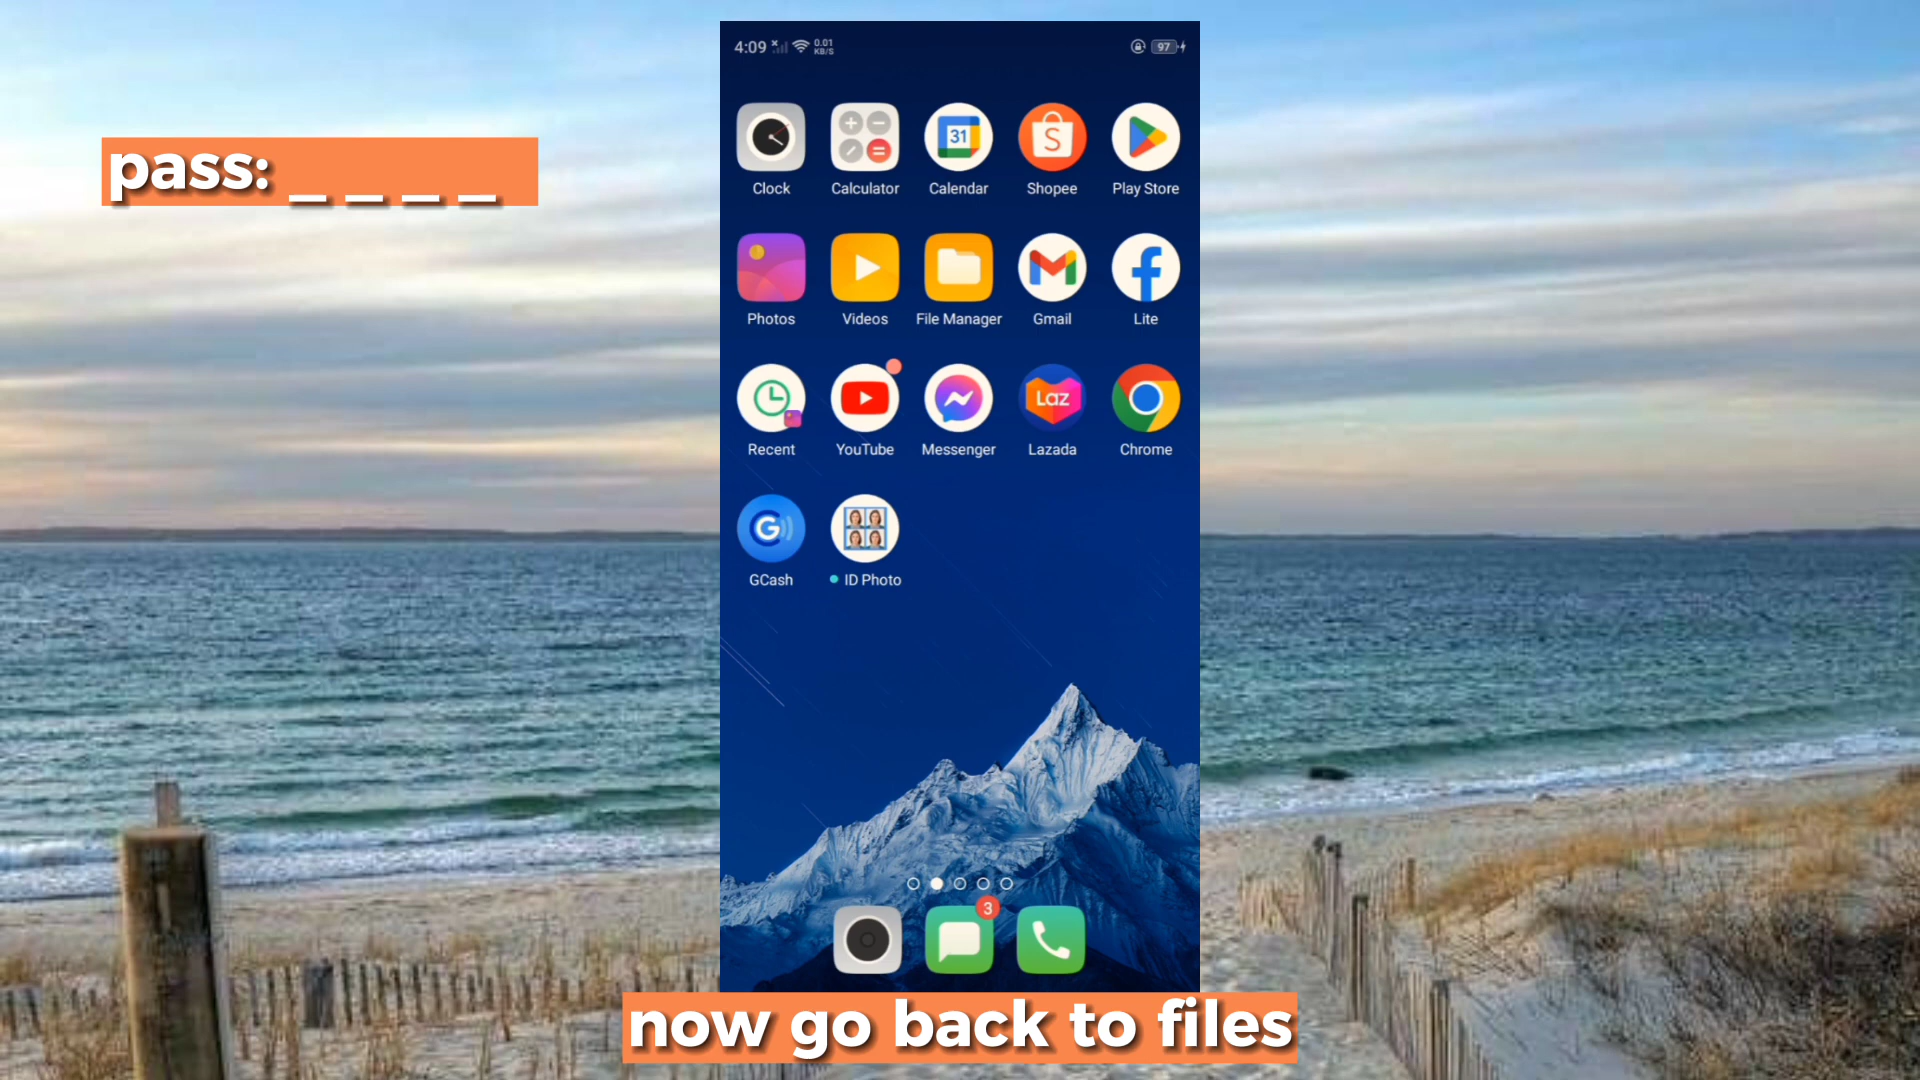 4:09 0.01 KB/S 97
pass: _ _ _ _
31
Clock Calculator Calendar Shopee Play Store
Photos Videos File Manager Gmail Lite
Laz
Recent YouTube Messenger Lazada Chrome
G
GCash ID Photo
3
now go back to files